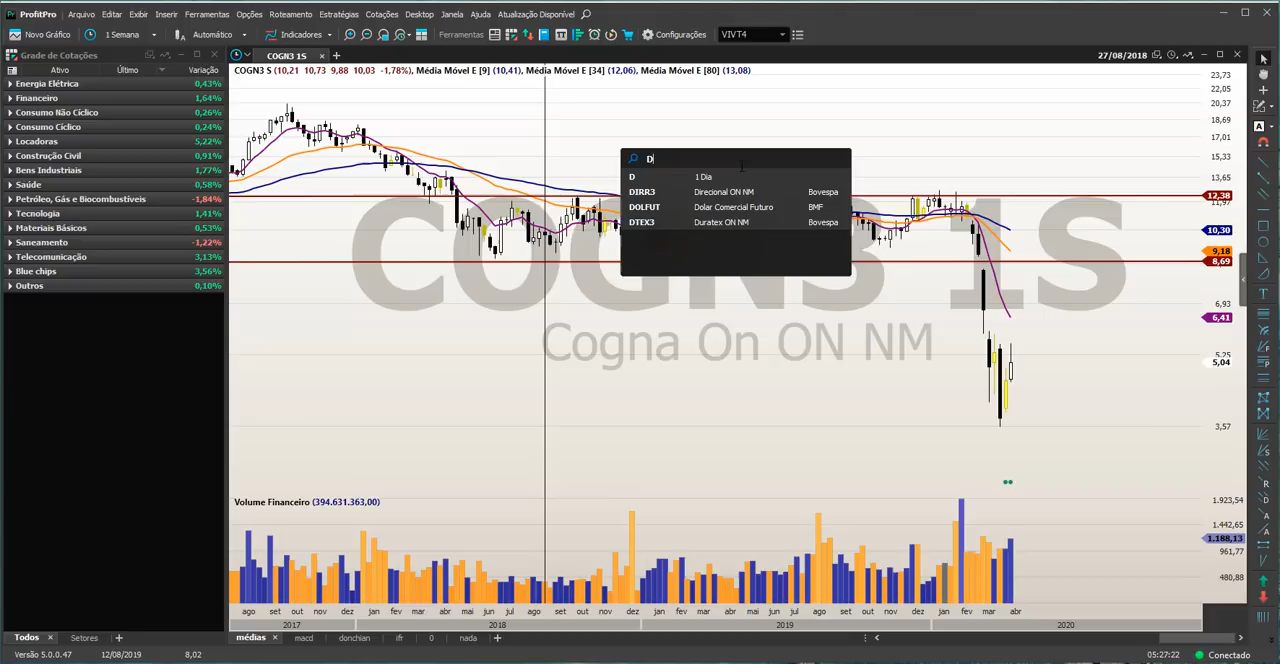 ProfitPro Arquivo Editar Exibir Inserir Ferramentas Opções Roteamento Estratégias Cotações Desktop Janela Ajuda Atualização Disponível
Novo Gráfico 1 Semana Automático Indicadores Ferramentas Configurações VIVT4
Grade de Cotações
Ativo Último Variação
Energia Elétrica 0,43%
Financeiro 1,64%
Consumo Não Cíclico 0,26%
Consumo Cíclico 0,24%
Locadoras 5,22%
Construção Civil 0,91%
Bens Industriais 1,77%
Saúde 0,58%
Petróleo, Gás e Biocombustíveis -1,84%
Tecnologia 1,41%
Materiais Básicos 0,53%
Saneamento -1,22%
Telecomunicação 3,13%
Blue chips 3,56%
Outros 0,10%
COGN3 1S
27/08/2018
COGN3 S (10,21 10,73 9,88 10,03 -1,78%), Média Móvel E [9] (10,41), Média Móvel E [34] (12,06), Média Móvel E [80] (13,08)
D
D 1 Dia
DIRR3 Direcional ON NM Bovespa
DOLFUT Dolar Comercial Futuro BMF
DTEX3 Duratex ON NM Bovespa
COGN3 1S
Cogna On ON NM
23,73
22,05
20,37
18,69
17,01
15,33
13,65
12,38
11,97
10,30
9,18
8,69
6,93
6,41
5,25
5,04
3,57
Volume Financeiro (394.631.363,00)
1.923,54
1.442,65
1.188,13
961,77
480,88
ago set out nov dez jan fev mar abr mai jun jul ago set out nov dez jan fev mar abr mai jun jul ago set out nov dez jan fev mar abr
2017 2018 2019 2020
Todos Setores
médias macd donchian ifr 0 nada
Versão 5.0.0.47 12/08/2019 8,02 05:27:22 Conectado